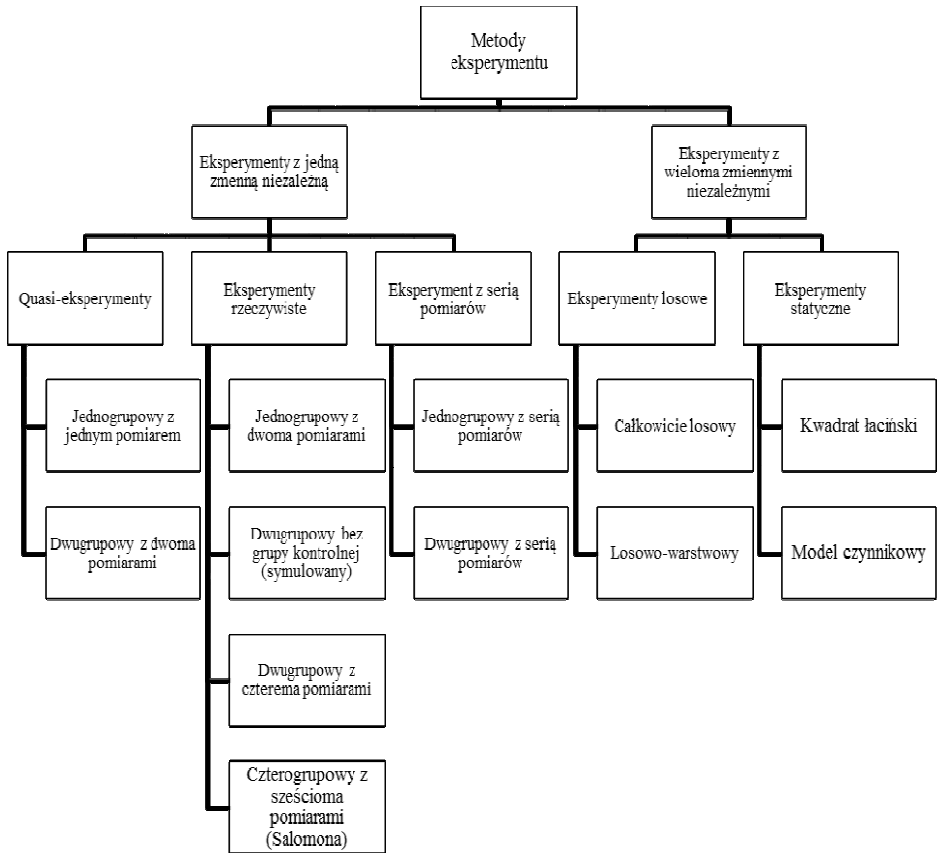 Metody
eksperymentu
Eksperymenty z jedną
zmenną niezależną
Eksperymenty z
wieloma zmiennymi
niezależnymi
Quasi-eksperymenty
Eksperymenty
rzeczywiste
Eksperyment z serią
pomiarów
Eksperymenty losowe
Eksperymenty
statyczne
Jednogrupowy z
jednym pomiarem
Jednogrupowy z
dwoma pomiarami
Jednogrupowy z serią
pomiarów
Całkowicie losowy
Kwadrat łaciński
Dwugrupowy z dwoma
pomiarami
Dwugrupowy bez
grupy kontrolnej
(symulowany)
Dwugrupowy z serią
pomiarów
Losowo-warstwowy
Model czynnikowy
Dwugrupowy z
czterema pomiarami
Czterogrupowy z
sześcioma
pomiarami
(Salomona)